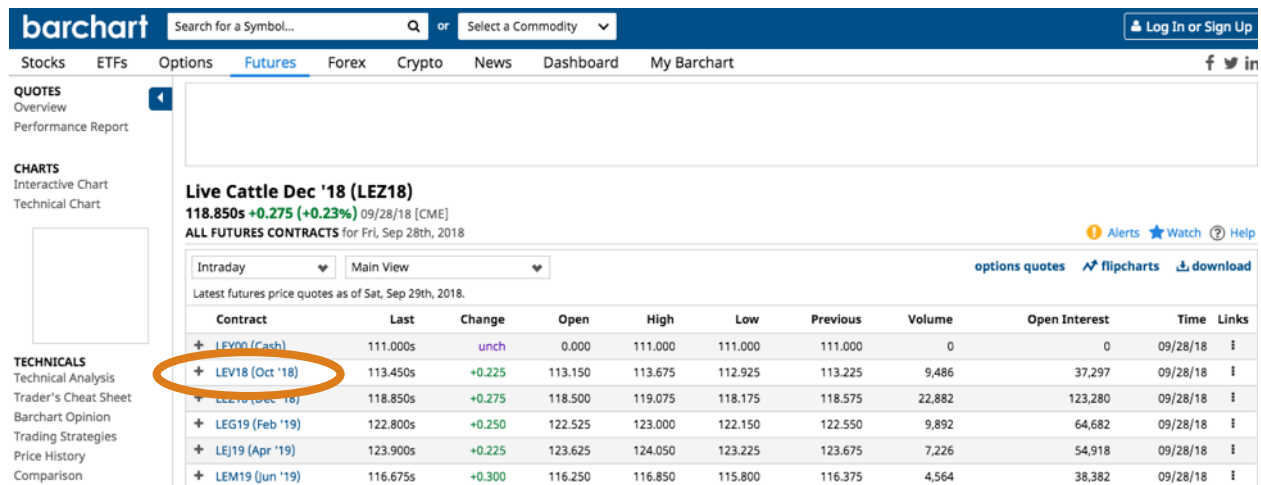 barchart Search for a Symbol... or Select a Commodity Log In or Sign Up
Stocks ETFs Options Futures Forex Crypto News Dashboard My Barchart
QUOTES
Overview
Performance Report
CHARTS
Interactive Chart
Technical Chart
TECHNICALS
Technical Analysis
Trader's Cheat Sheet
Barchart Opinion
Trading Strategies
Price History
Comparison
Live Cattle Dec '18 (LEZ18)
118.850s +0.275 (+0.23%) 09/28/18 [CME]
ALL FUTURES CONTRACTS for Fri, Sep 28th, 2018
Alerts Watch ? Help
Intraday Main View options quotes flipcharts download
Latest futures price quotes as of Sat, Sep 29th, 2018.
Contract Last Change Open High Low Previous Volume Open Interest Time Links
+ LEY00 (Cash) 111.000s unch 0.000 111.000 111.000 111.000 0 0 09/28/18
+ LEV18 (Oct '18) 113.450s +0.225 113.150 113.675 112.925 113.225 9,486 37,297 09/28/18
+ LEZ18 (Dec '18) 118.850s +0.275 118.500 119.075 118.175 118.575 22,882 123,280 09/28/18
+ LEG19 (Feb '19) 122.800s +0.250 122.525 123.000 122.150 122.550 9,892 64,682 09/28/18
+ LEJ19 (Apr '19) 123.900s +0.225 123.625 124.050 123.225 123.675 7,226 54,918 09/28/18
+ LEM19 (Jun '19) 116.675s +0.300 116.250 116.850 115.800 116.375 4,564 38,382 09/28/18